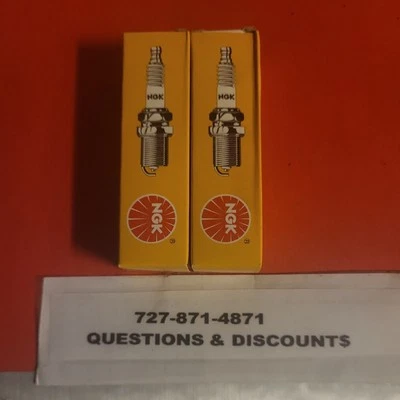 NGK NGK
NGK NGK
® ®
727-871-4871
QUESTIONS & DISCOUNT$